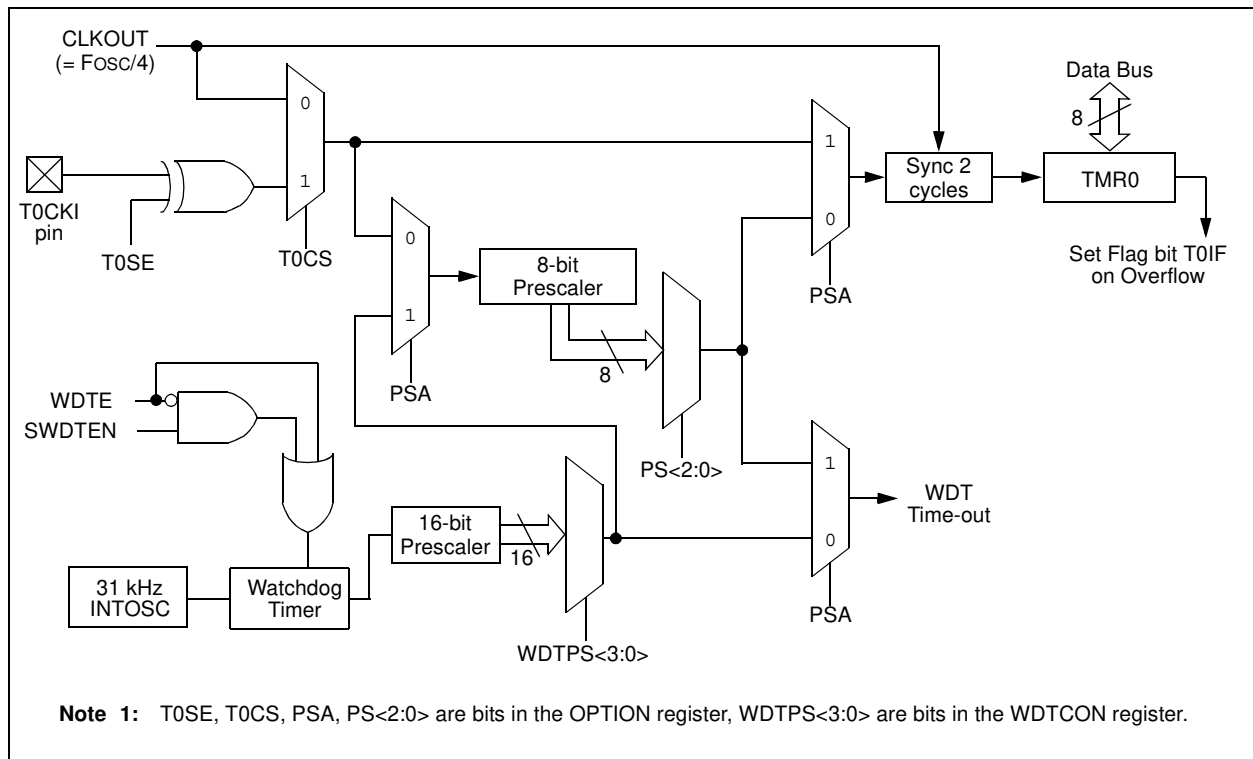 CLKOUT
(= FOSC/4)
Data Bus
8
0
1
1
0
Sync 2
cycles
TMR0
T0CKI
pin
T0SE
T0CS
0
1
8-bit
Prescaler
PSA
Set Flag bit T0IF
on Overflow
8
PSA
WDTE
SWDTEN
PS<2:0>
1
0
WDT
Time-out
16-bit
Prescaler
16
31 kHz
INTOSC
Watchdog
Timer
PSA
WDTPS<3:0>
Note 1: T0SE, T0CS, PSA, PS<2:0> are bits in the OPTION register, WDTPS<3:0> are bits in the WDTCON register.